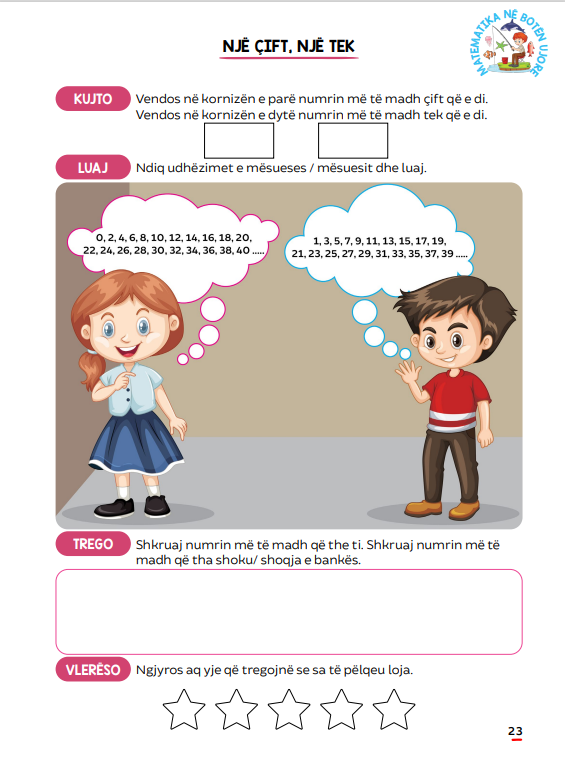 MATEMATIKA NË BOTËN UJORE
NJË ÇIFT, NJË TEK
KUJTO
Vendos në kornizën e parë numrin më të madh çift që e di.
Vendos në kornizën e dytë numrin më të madh tek që e di.
LUAJ
Ndiq udhëzimet e mësueses / mësuesit dhe luaj.
0, 2, 4, 6, 8, 10, 12, 14, 16, 18, 20,
22, 24, 26, 28, 30, 32, 34, 36, 38, 40 .....
1, 3, 5, 7, 9, 11, 13, 15, 17, 19,
21, 23, 25, 27, 29, 31, 33, 35, 37, 39 .....
TREGO
Shkruaj numrin më të madh që the ti. Shkruaj numrin më të
madh që tha shoku/ shoqja e bankës.
VLERËSO
Ngjyros aq yje që tregojnë se sa të pëlqeu loja.
23